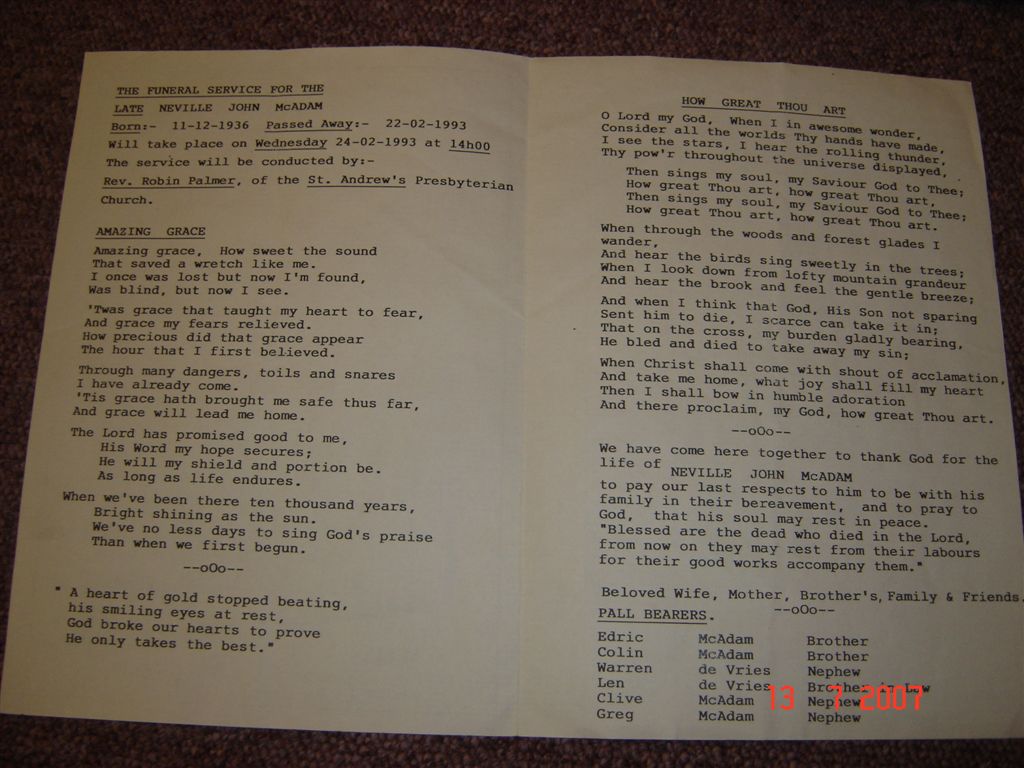 THE FUNERAL SERVICE FOR THE
LATE NEVILLE JOHN McADAM
Born:- 11-12-1936 Passed Away:- 22-02-1993
Will take place on Wednesday 24-02-1993 at 14h00
The service will be conducted by:-
Rev. Robin Palmer, of the St. Andrew's Presbyterian
Church.
AMAZING GRACE
Amazing grace, How sweet the sound
That saved a wretch like me.
I once was lost but now I'm found,
Was blind, but now I see.
'Twas grace that taught my heart to fear,
And grace my fears relieved.
How precious did that grace appear
The hour that I first believed.
Through many dangers, toils and snares
I have already come.
'Tis grace hath brought me safe thus far,
And grace will lead me home.
The Lord has promised good to me,
His Word my hope secures;
He will my shield and portion be.
As long as life endures.
When we've been there ten thousand years,
Bright shining as the sun.
We've no less days to sing God's praise
Than when we first begun.
--oOo--
" A heart of gold stopped beating,
his smiling eyes at rest,
God broke our hearts to prove
He only takes the best."
HOW GREAT THOU ART
O Lord my God, When I in awesome wonder,
Consider all the worlds Thy hands have made,
I see the stars, I hear the rolling thunder,
Thy pow'r throughout the universe displayed,
Then sings my soul, my Saviour God to Thee;
How great Thou art, how great Thou art,
Then sings my soul, my Saviour God to Thee;
How great Thou art, how great Thou art.
When through the woods and forest glades I
wander,
And hear the birds sing sweetly in the trees;
When I look down from lofty mountain grandeur
And hear the brook and feel the gentle breeze;
And when I think that God, His Son not sparing
Sent him to die, I scarce can take it in;
That on the cross, my burden gladly bearing,
He bled and died to take away my sin;
When Christ shall come with shout of acclamation,
And take me home, what joy shall fill my heart
Then I shall bow in humble adoration
And there proclaim, my God, how great Thou art.
--oOo--
We have come here together to thank God for the
life of NEVILLE JOHN McADAM
to pay our last respects to him to be with his
family in their bereavement, and to pray to
God, that his soul may rest in peace.
"Blessed are the dead who died in the Lord,
from now on they may rest from their labours
for their good works accompany them."
Beloved Wife, Mother, Brother's, Family & Friends.
--oOo--
PALL BEARERS.
Edric McAdam Brother
Colin McAdam Brother
Warren de Vries Nephew
Len de Vries Brother in Law
Clive McAdam Nephew
Greg McAdam Nephew
13 7 2007